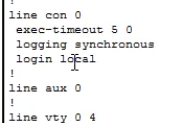 !
line con 0
 exec-timeout 5 0
 logging synchronous
 login local
!
line aux 0
!
line vty 0 4